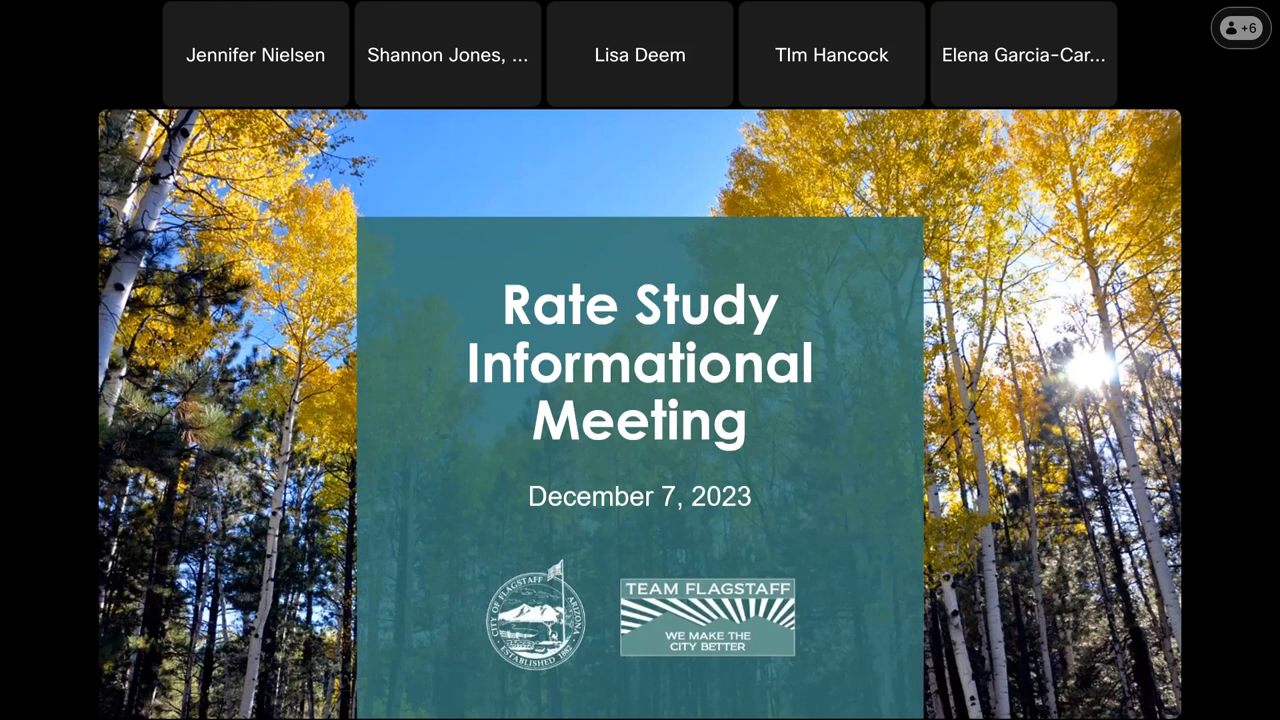 Jennifer Nielsen
Shannon Jones, ...
Lisa Deem
TIm Hancock
Elena Garcia-Car...
+6
Rate Study
Informational
Meeting
December 7, 2023
CITY OF FLAGSTAFF
ARIZONA
ESTABLISHED 1882
TEAM FLAGSTAFF
WE MAKE THE
CITY BETTER